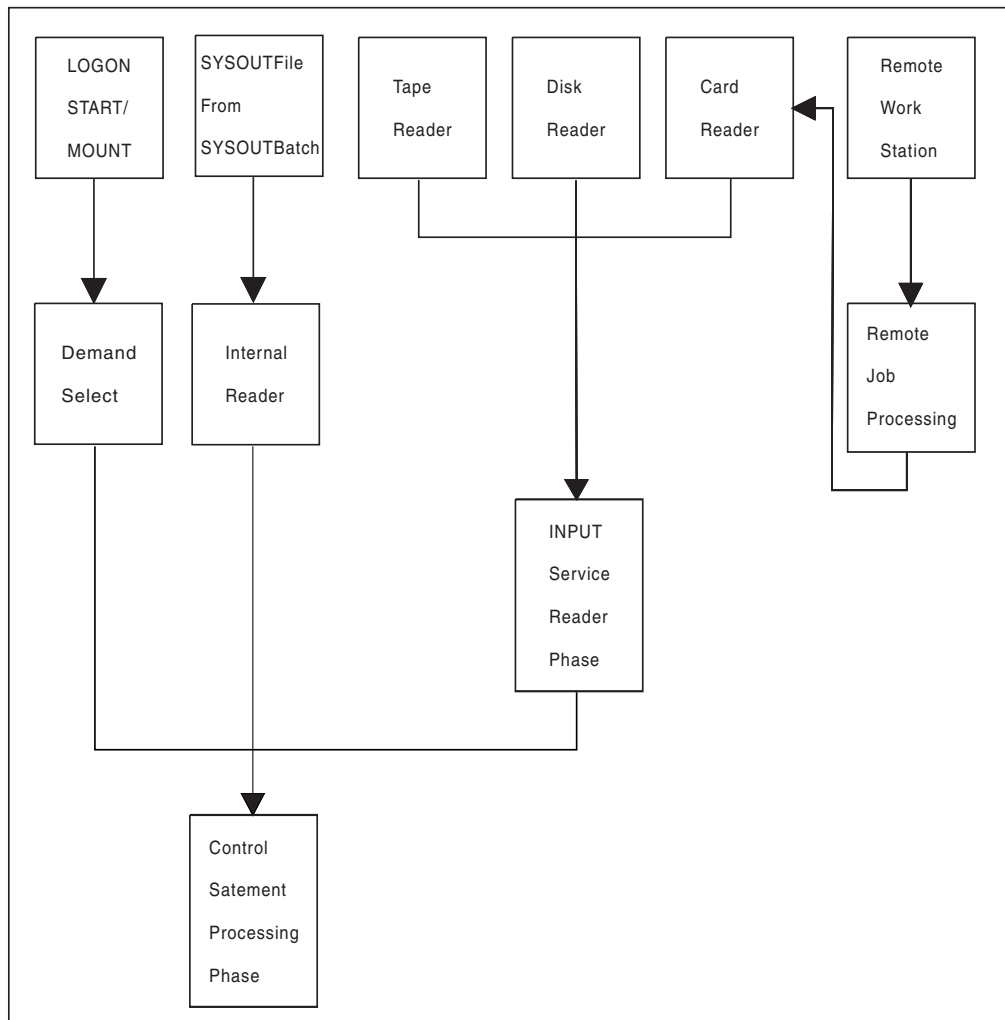 LOGON
START/
MOUNT
SYSOUTFile
From
SYSOUTBatch
Tape
Reader
Disk
Reader
Card
Reader
Remote
Work
Station
Demand
Select
Internal
Reader
Remote
Job
Processing
INPUT
Service
Reader
Phase
Control
Satement
Processing
Phase